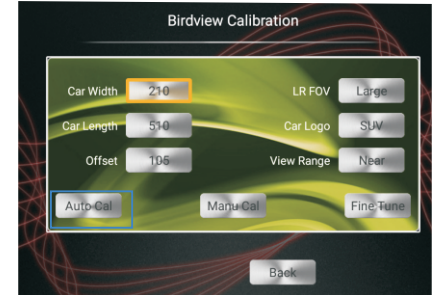 Birdview Calibration
Car Width 210 LR FOV Large
Car Length 510 Car Logo SUV
Offset 105 View Range Near
Auto Cal Manu Cal Fine Tune
Back